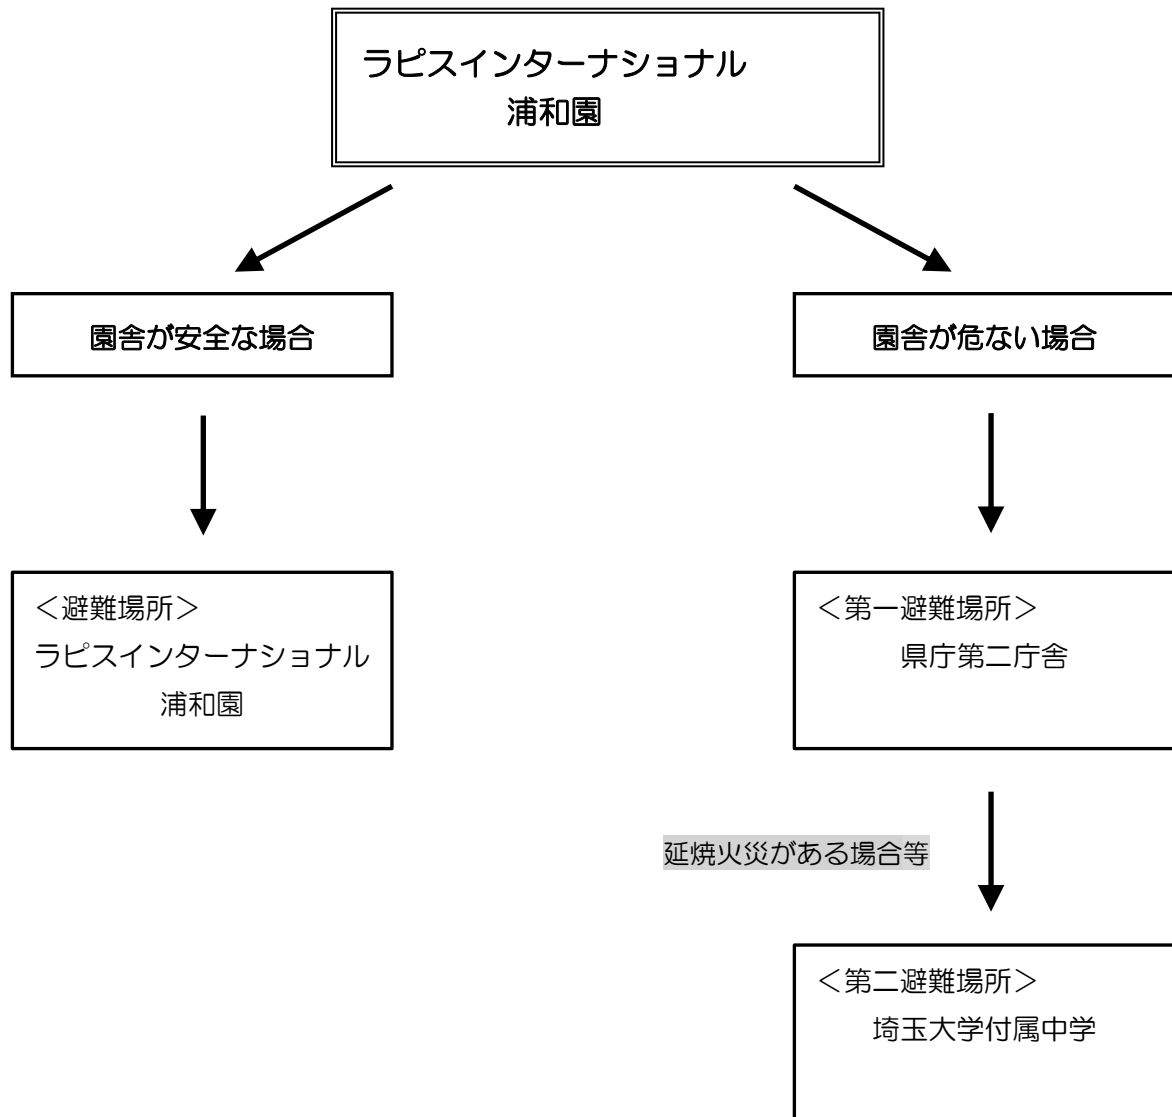 ラピスインターナショナル
浦和園
園舎が安全な場合
園舎が危ない場合
＜避難場所＞
ラピスインターナショナル
浦和園
＜第一避難場所＞
県庁第二庁舎
延焼火災がある場合等
＜第二避難場所＞
埼玉大学付属中学